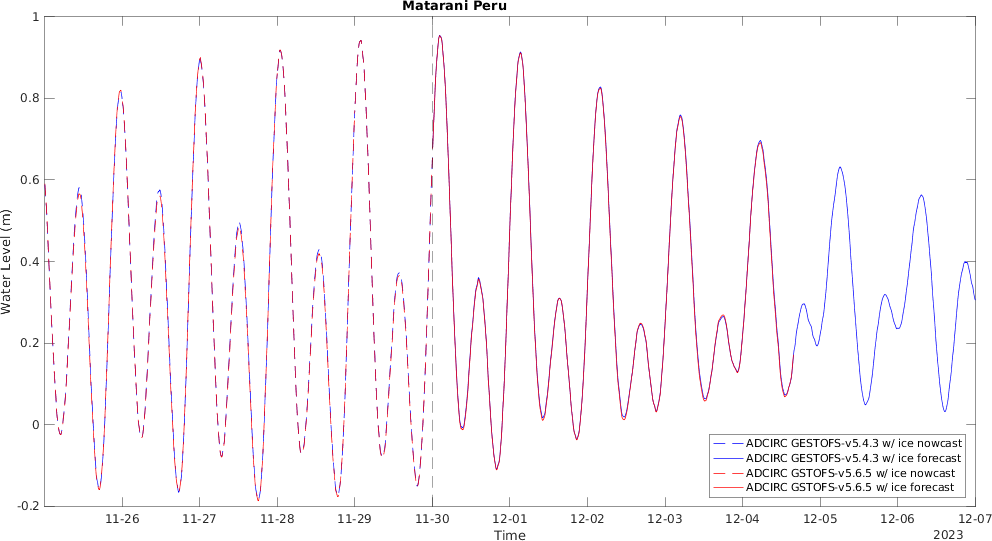 Matarani Peru
1
0.8
0.6
0.4
0.2
0
-0.2
Water Level (m)
11-26 11-27 11-28 11-29 11-30 12-01 12-02 12-03 12-04 12-05 12-06 12-07
Time
2023
ADCIRC GESTOFS-v5.4.3 w/ ice nowcast
ADCIRC GESTOFS-v5.4.3 w/ ice forecast
ADCIRC GSTOFS-v5.6.5 w/ ice nowcast
ADCIRC GSTOFS-v5.6.5 w/ ice forecast